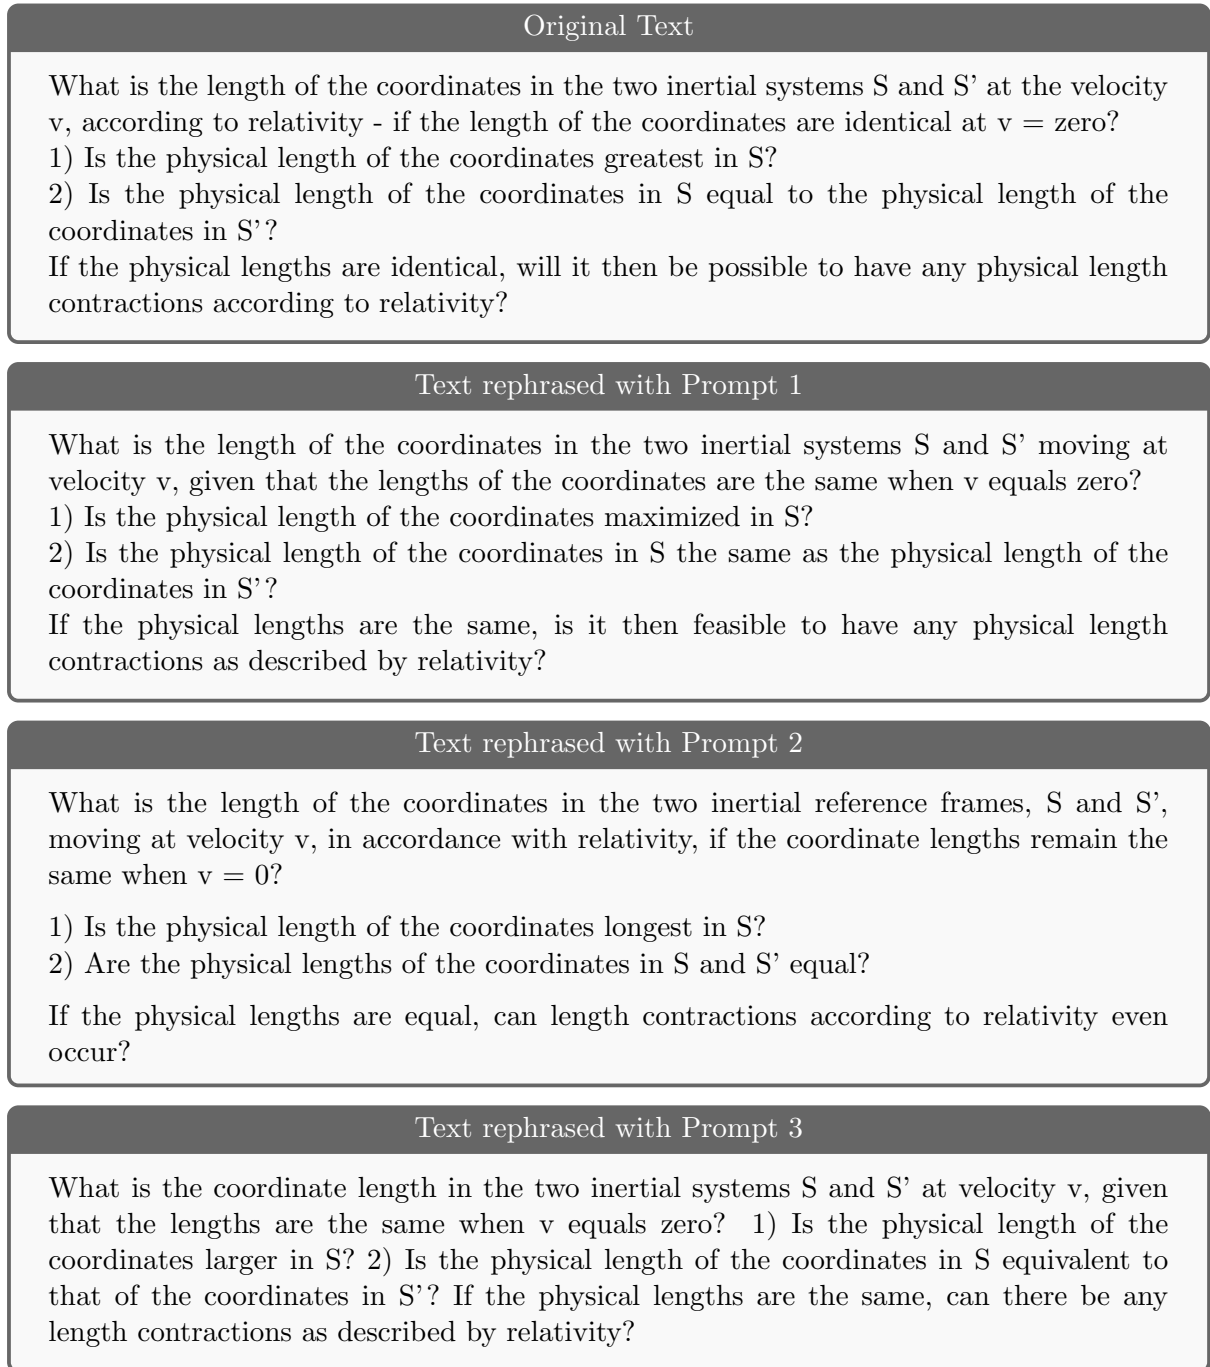 Original Text
What is the length of the coordinates in the two inertial systems S and S’ at the velocity
v, according to relativity - if the length of the coordinates are identical at v = zero?
1) Is the physical length of the coordinates greatest in S?
2) Is the physical length of the coordinates in S equal to the physical length of the
coordinates in S’?
If the physical lengths are identical, will it then be possible to have any physical length
contractions according to relativity?
Text rephrased with Prompt 1
What is the length of the coordinates in the two inertial systems S and S’ moving at
velocity v, given that the lengths of the coordinates are the same when v equals zero?
1) Is the physical length of the coordinates maximized in S?
2) Is the physical length of the coordinates in S the same as the physical length of the
coordinates in S’?
If the physical lengths are the same, is it then feasible to have any physical length
contractions as described by relativity?
Text rephrased with Prompt 2
What is the length of the coordinates in the two inertial reference frames, S and S’,
moving at velocity v, in accordance with relativity, if the coordinate lengths remain the
same when v = 0?
1) Is the physical length of the coordinates longest in S?
2) Are the physical lengths of the coordinates in S and S’ equal?
If the physical lengths are equal, can length contractions according to relativity even
occur?
Text rephrased with Prompt 3
What is the coordinate length in the two inertial systems S and S’ at velocity v, given
that the lengths are the same when v equals zero? 1) Is the physical length of the
coordinates larger in S? 2) Is the physical length of the coordinates in S equivalent to
that of the coordinates in S’? If the physical lengths are the same, can there be any
length contractions as described by relativity?